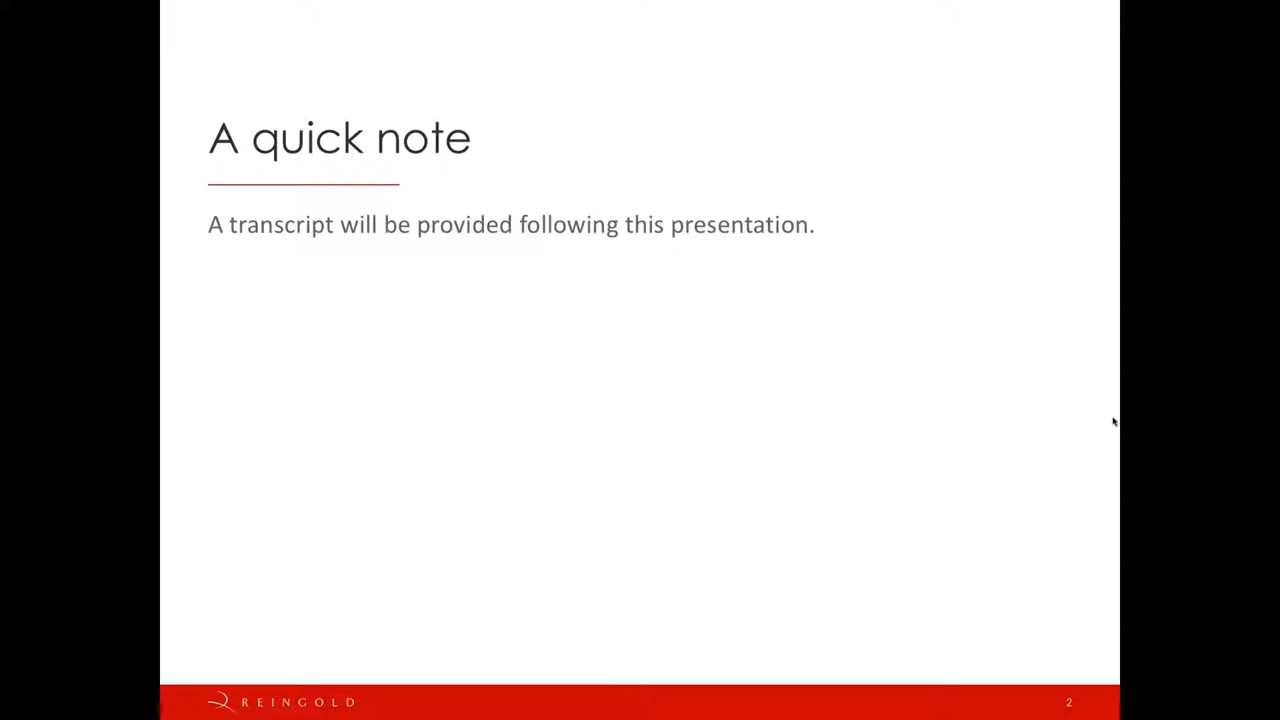 A quick note
A transcript will be provided following this presentation.
REINGOLD
2